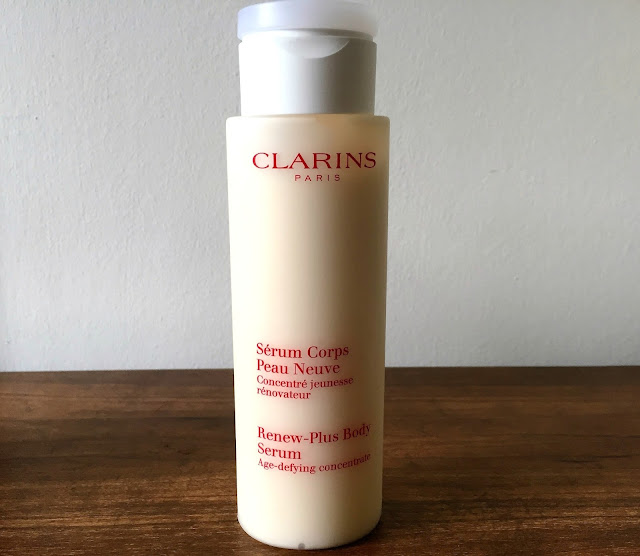 CLARINS
PARIS
Sérum Corps
Peau Neuve
Concentré jeunesse
rénovateur
Renew-Plus Body
Serum
Age-defying concentrate